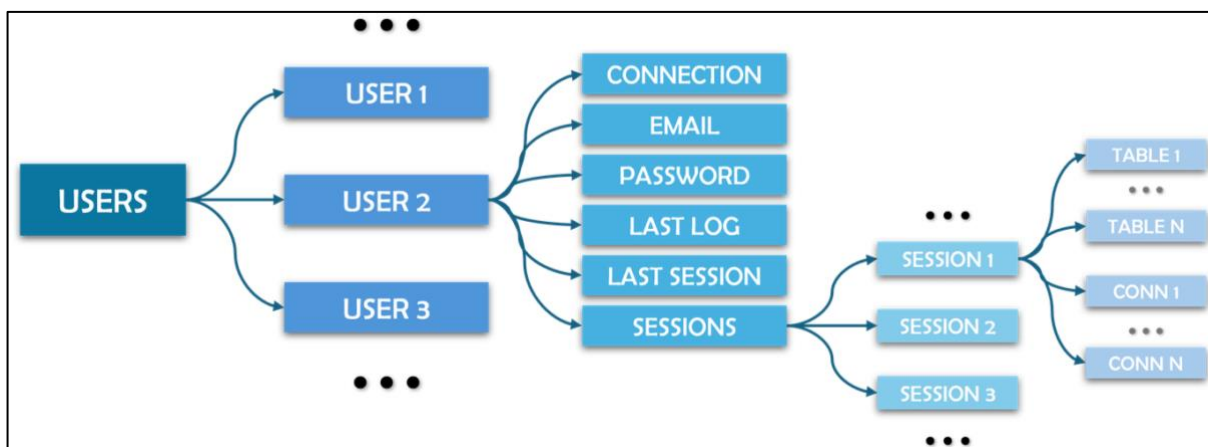 USERS
USER 1
USER 2
USER 3
CONNECTION
EMAIL
PASSWORD
LAST LOG
LAST SESSION
SESSIONS
SESSION 1
SESSION 2
SESSION 3
TABLE 1
TABLE N
CONN 1
CONN N